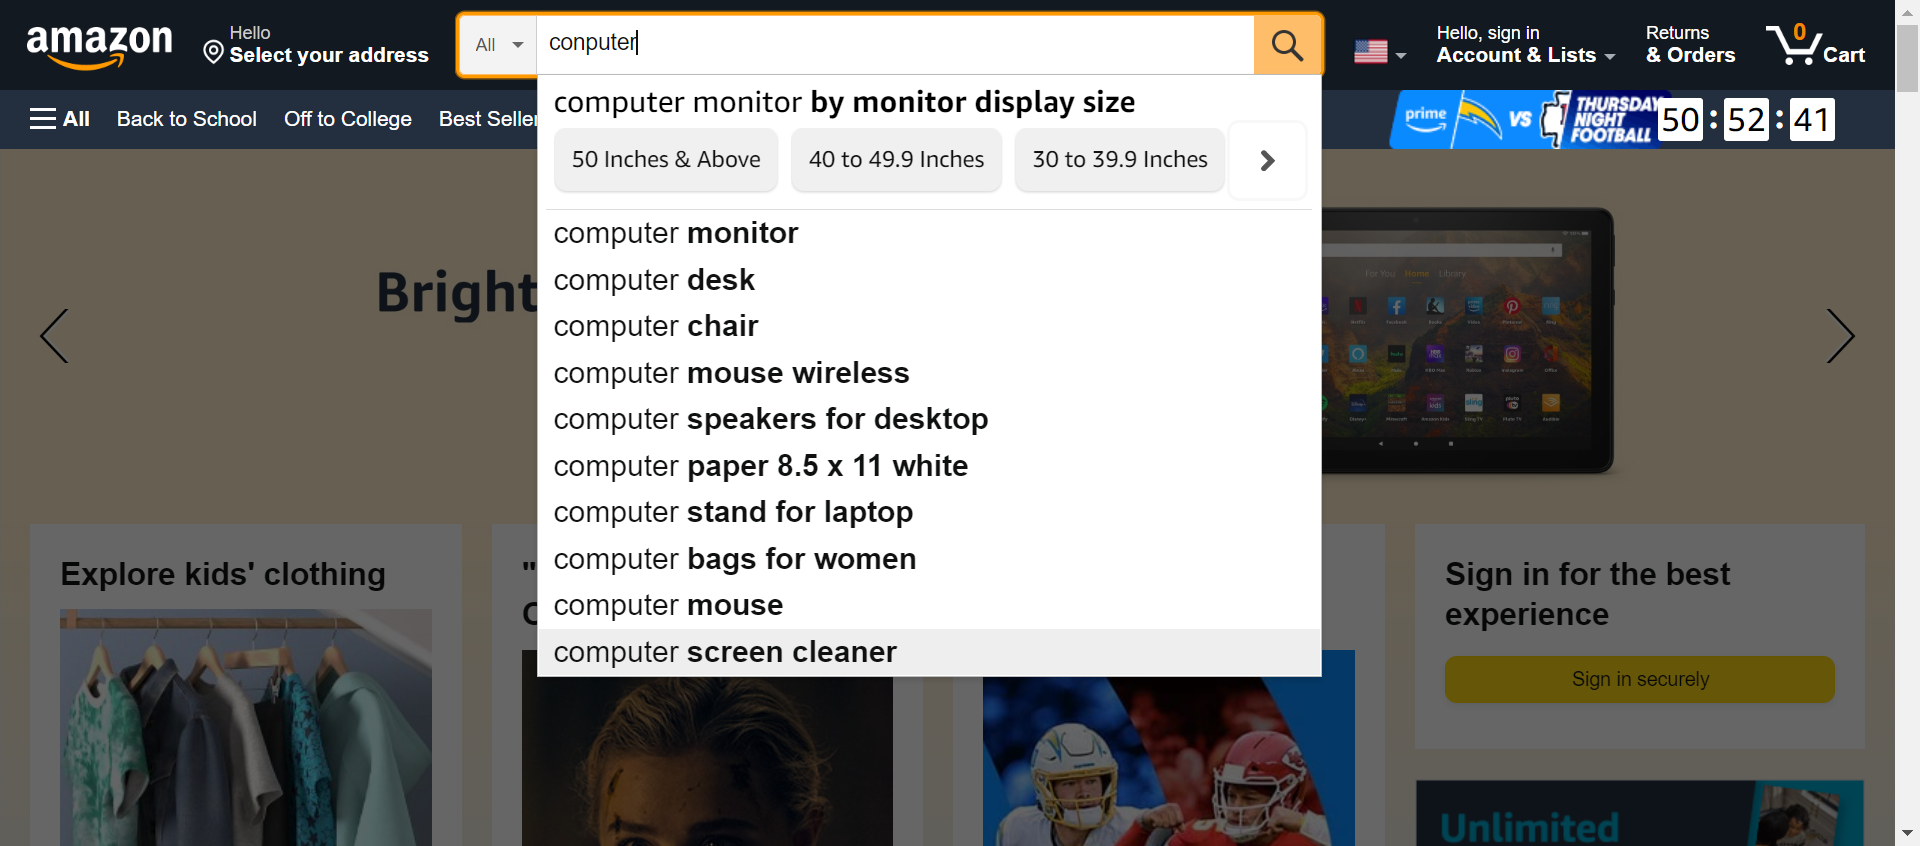 amazon
Hello
Select your address
All
conputer
Hello, sign in
Account & Lists
Returns
& Orders
0
Cart
All
Back to School
Off to College
Best Seller
prime
VS
THURSDAY
NIGHT
FOOTBALL
50 : 52 : 41
computer monitor by monitor display size
50 Inches & Above
40 to 49.9 Inches
30 to 39.9 Inches
computer monitor
computer desk
computer chair
computer mouse wireless
computer speakers for desktop
computer paper 8.5 x 11 white
computer stand for laptop
computer bags for women
computer mouse
computer screen cleaner
Bright
For You Home Library
Explore kids' clothing
"
Sign in for the best
experience
Sign in securely
Unlimited